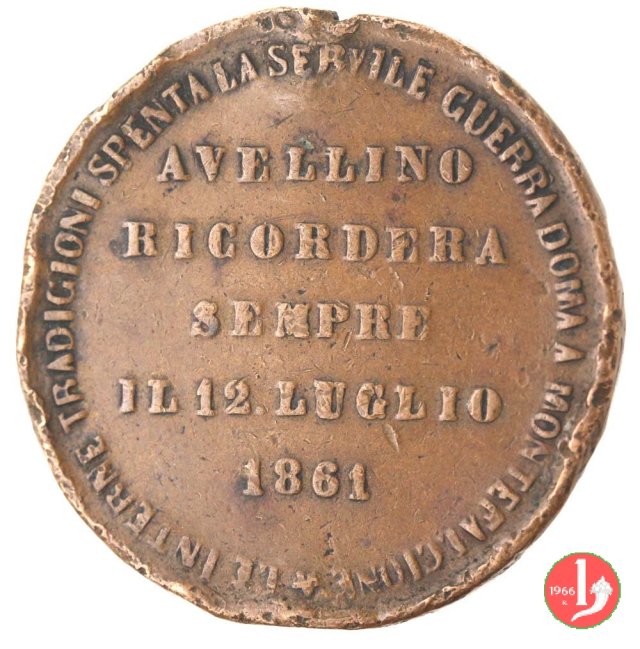 LE INTERNE TRADIGIONI SPENTA LA SERVILE GUERRA DOMA A MONTEFALCIONE
AVELLINO
RICORDERA
SEMPRE
IL 12. LUGLIO
1861
1966